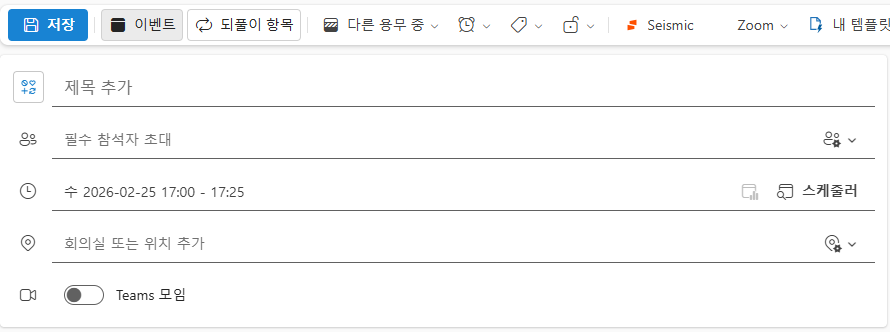 저장 이벤트 되풀이 항목 다른 용무 중 Seismic Zoom 내 템플릿
제목 추가
필수 참석자 초대
수 2026-02-25 17:00 - 17:25 스케줄러
회의실 또는 위치 추가
Teams 모임